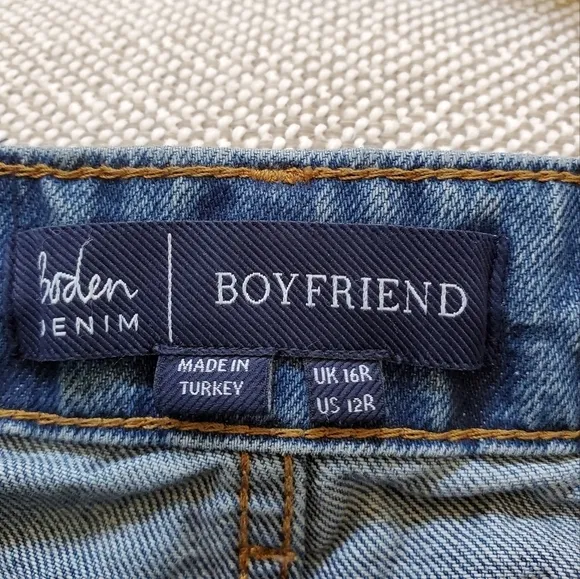 Boden
DENIM
BOYFRIEND
MADE IN
TURKEY
UK 16R
US 12R